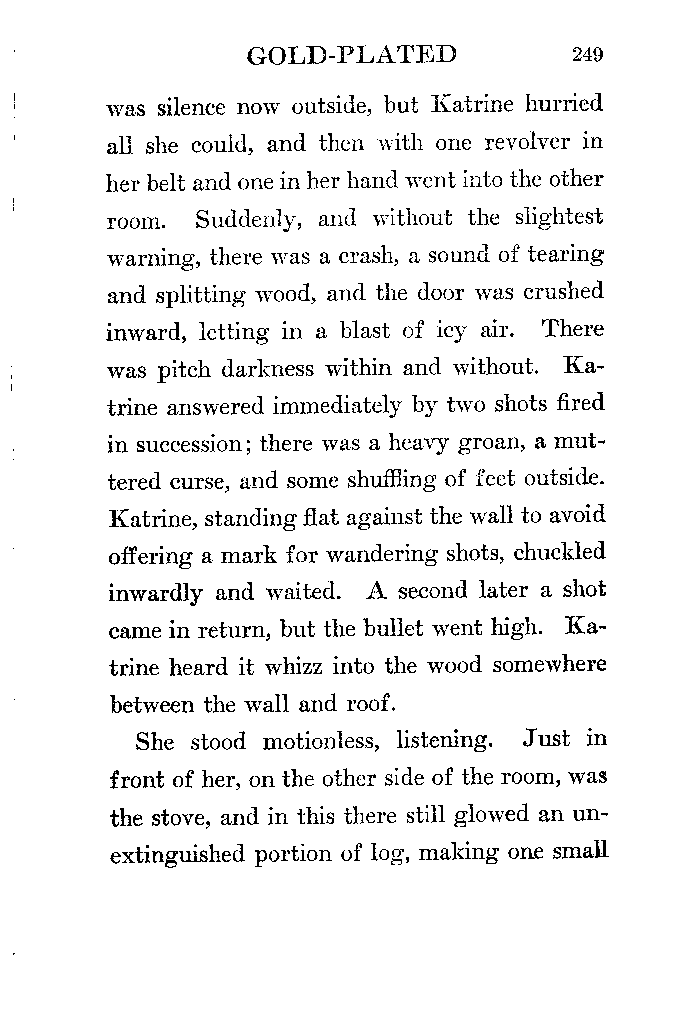 GOLD-PLATED 249
was silence now outside, but Katrine hurried
all she could, and then with one revolver in
her belt and one in her hand went into the other
room. Suddenly, and without the slightest
warning, there was a crash, a sound of tearing
and splitting wood, and the door was crushed
inward, letting in a blast of icy air. There
was pitch darkness within and without. Ka-
trine answered immediately by two shots fired
in succession; there was a heavy groan, a mut-
tered curse, and some shuffling of feet outside.
Katrine, standing flat against the wall to avoid
offering a mark for wandering shots, chuckled
inwardly and waited. A second later a shot
came in return, but the bullet went high. Ka-
trine heard it whizz into the wood somewhere
between the wall and roof.
She stood motionless, listening. Just in
front of her, on the other side of the room, was
the stove, and in this there still glowed an un-
extinguished portion of log, making one small